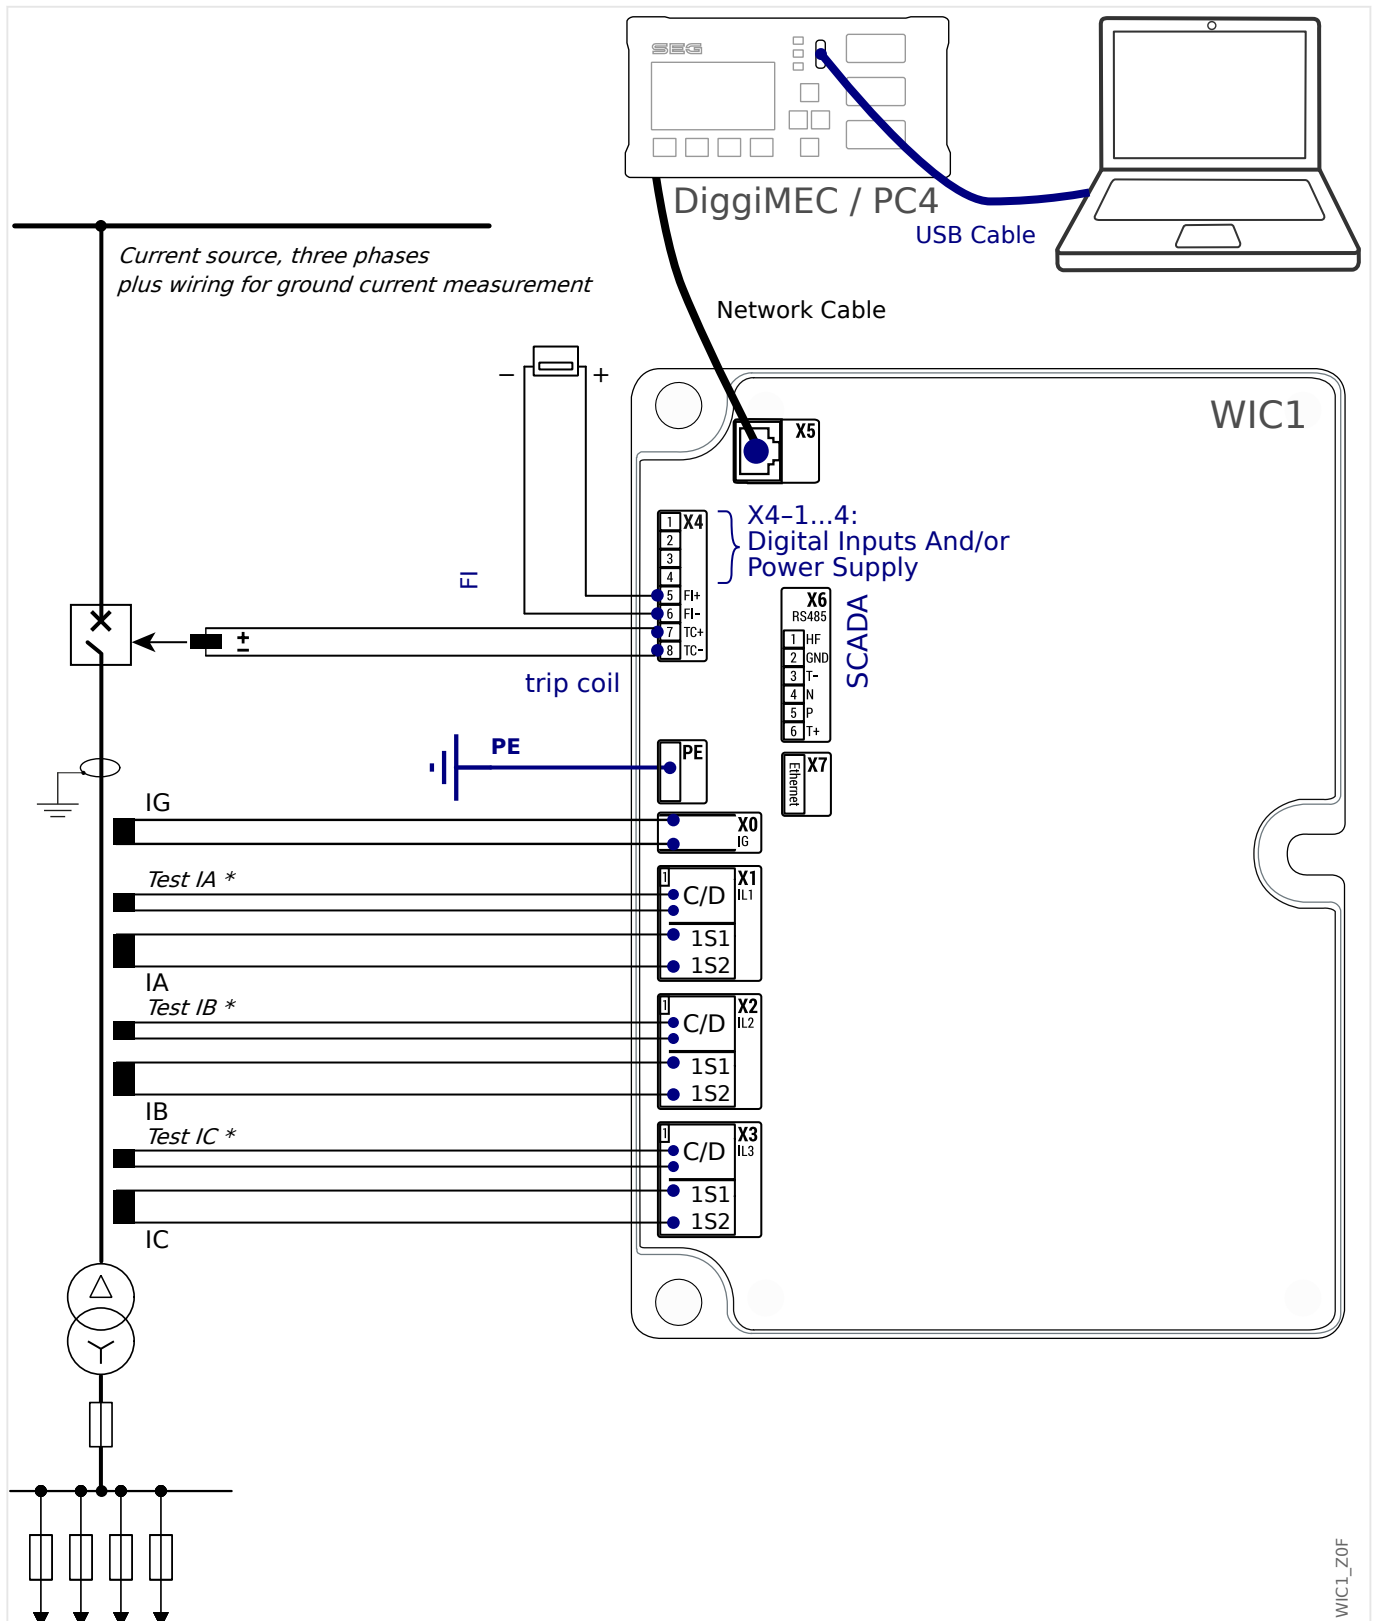 SEG
DiggiMEC / PC4
USB Cable
Current source, three phases
plus wiring for ground current measurement
Network Cable
− +
WIC1
X5
X4
1
2
3
4
5 FI+
6 FI-
7 TC+
8 TC-
X4–1...4:
Digital Inputs And/or
Power Supply
FI
±
trip coil
X6
RS485
1 HF
2 GND
3 T-
4 N
5 P
6 T+
SCADA
PE
PE
X7
Ethernet
IG
X0
IG
Test IA *
1 C/D X1
IL1
1S1
1S2
IA
Test IB *
1 C/D X2
IL2
1S1
1S2
IB
Test IC *
1 C/D X3
IL3
1S1
1S2
IC
WIC1_Z0F